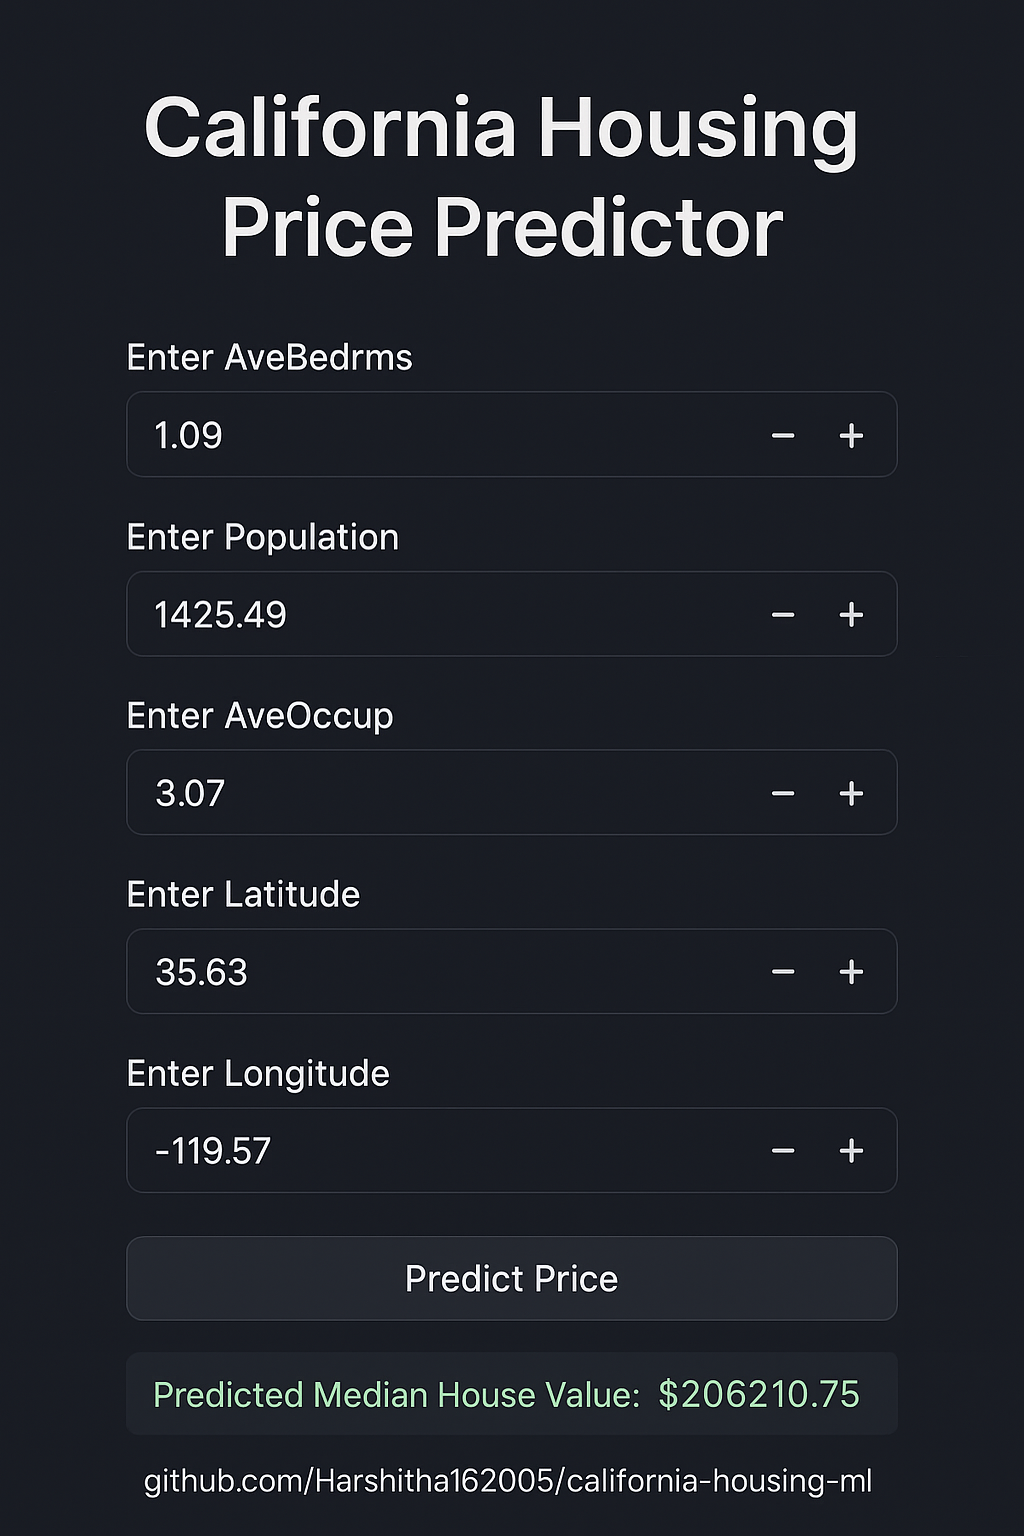 California Housing
Price Predictor
Enter AveBedrms
1.09 − +
Enter Population
1425.49 − +
Enter AveOccup
3.07 − +
Enter Latitude
35.63 − +
Enter Longitude
-119.57 − +
Predict Price
Predicted Median House Value: $206210.75
github.com/Harshitha162005/california-housing-ml